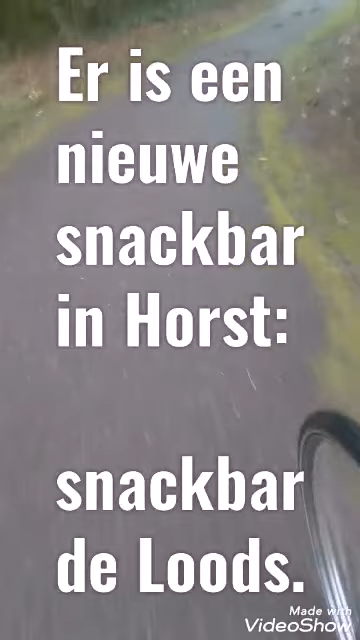 Er is een
nieuwe
snackbar
in Horst:
snackbar
de Loods.
Made with
VideoShow